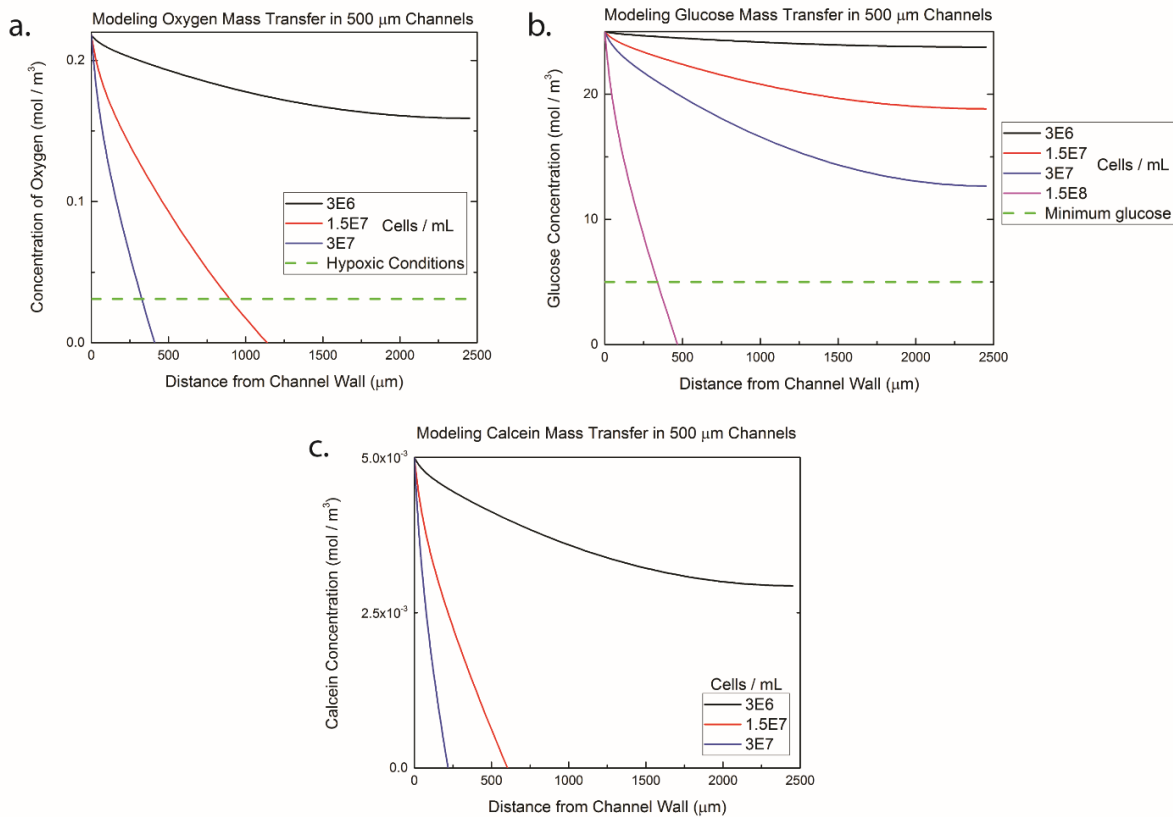 a.
Modeling Oxygen Mass Transfer in 500 μm Channels
Concentration of Oxygen (mol / m³)
0.2
0.1
0.0
3E6
1.5E7
3E7
Cells / mL
Hypoxic Conditions
0
500
1000
1500
2000
2500
Distance from Channel Wall (μm)
b.
Modeling Glucose Mass Transfer in 500 μm Channels
Glucose Concentration (mol / m³)
20
10
0
3E6
1.5E7
3E7
1.5E8
Cells / mL
Minimum glucose
0
500
1000
1500
2000
2500
Distance from Channel Wall (μm)
c.
Modeling Calcein Mass Transfer in 500 μm Channels
Calcein Concentration (mol / m³)
5.0x10⁻³
2.5x10⁻³
0.0
Cells / mL
3E6
1.5E7
3E7
0
500
1000
1500
2000
2500
Distance from Channel Wall (μm)